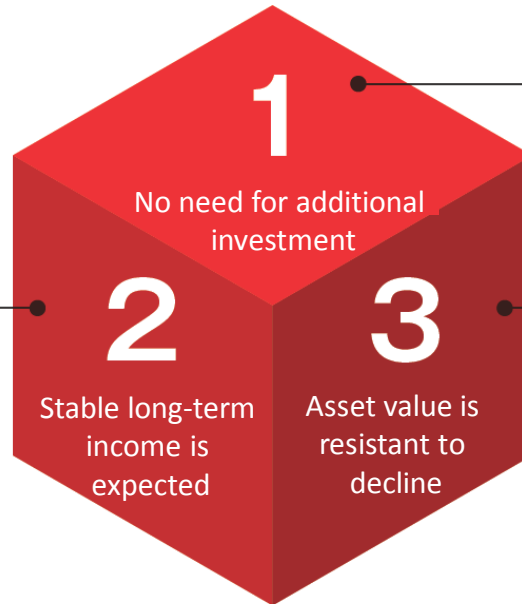 1
No need for additional
investment
2
Stable long-term
income is
expected
3
Asset value is
resistant to
decline